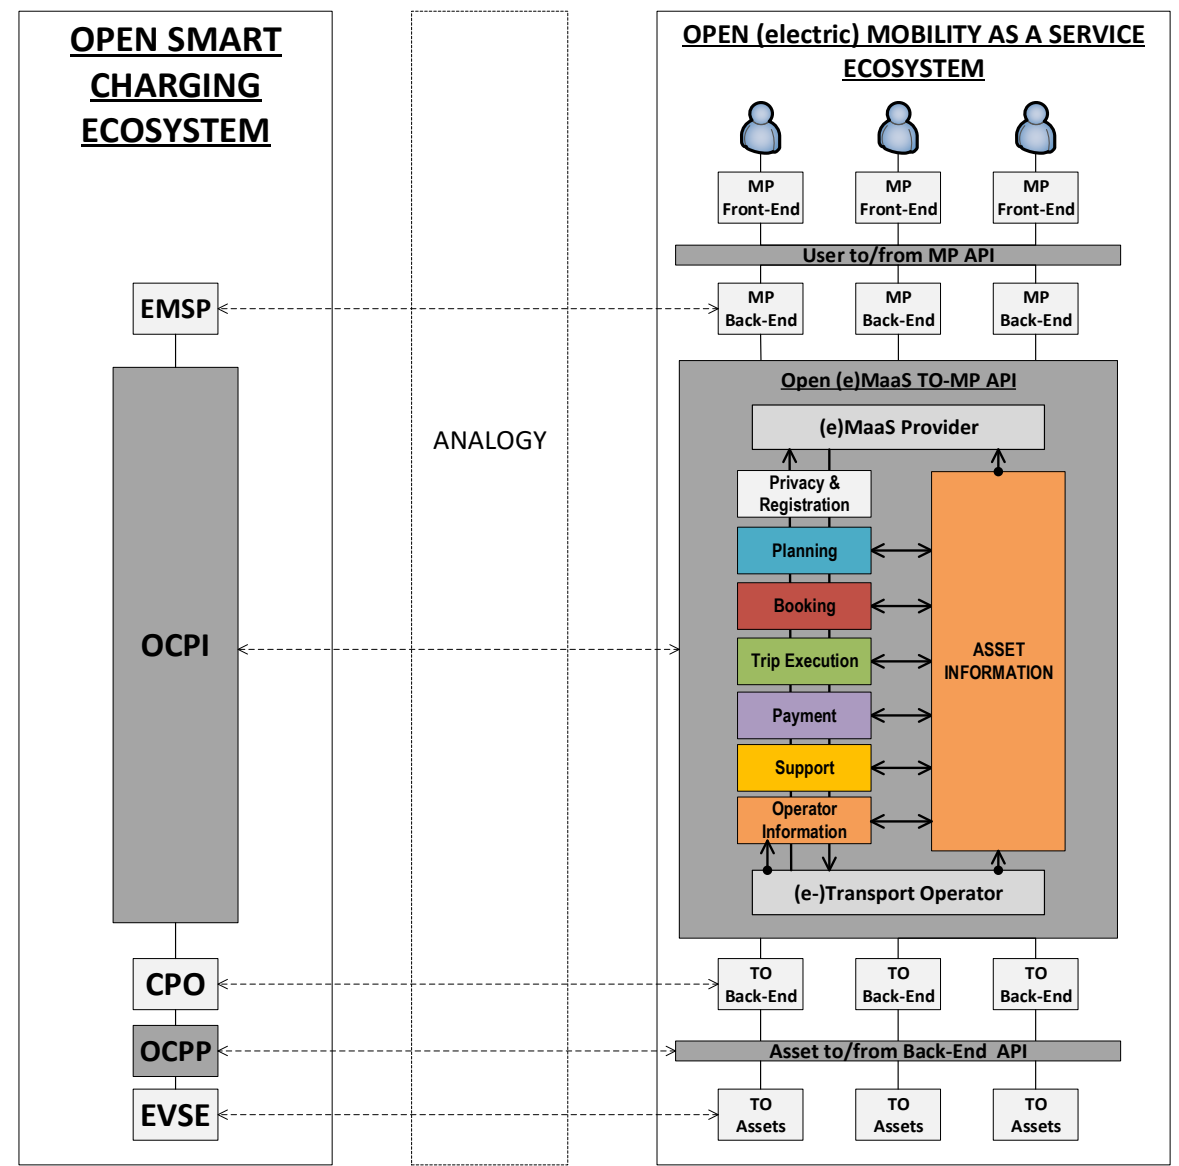 OPEN SMART
CHARGING
ECOSYSTEM
EMSP
OCPI
CPO
OCPP
EVSE
ANALOGY
OPEN (electric) MOBILITY AS A SERVICE
ECOSYSTEM
MP
Front-End
MP
Front-End
MP
Front-End
User to/from MP API
MP
Back-End
MP
Back-End
MP
Back-End
Open (e)MaaS TO-MP API
(e)MaaS Provider
Privacy &
Registration
Planning
Booking
Trip Execution
Payment
Support
Operator
Information
ASSET
INFORMATION
(e-)Transport Operator
TO
Back-End
TO
Back-End
TO
Back-End
Asset to/from Back-End API
TO
Assets
TO
Assets
TO
Assets